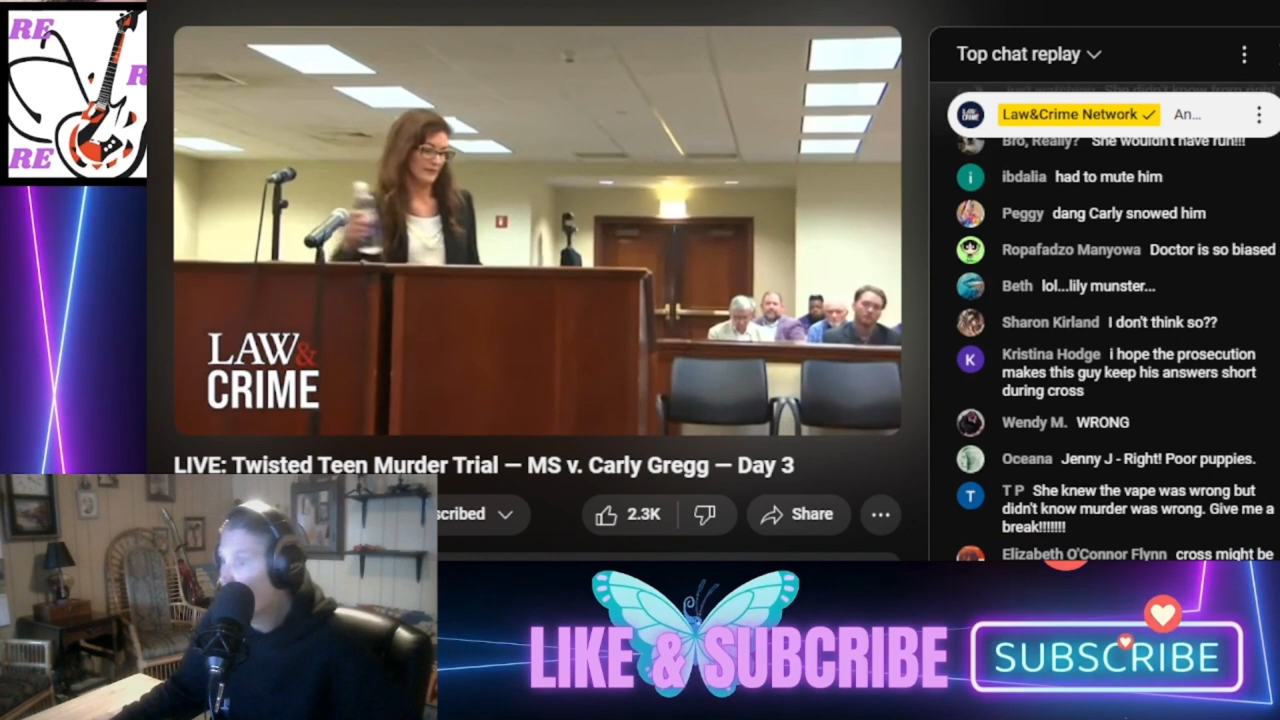 RE
R
RE
LAW&
CRIME
LIVE: Twisted Teen Murder Trial — MS v. Carly Gregg — Day 3
scribed
2.3K
Share
Top chat replay
Law&Crime Network An...
Bro, Really? She wouldn't have run!!!
ibdalia had to mute him
Peggy dang Carly snowed him
Ropafadzo Manyowa Doctor is so biased
Beth lol...lily munster...
Sharon Kirland I don't think so??
K
Kristina Hodge i hope the prosecution
makes this guy keep his answers short
during cross
Wendy M. WRONG
Oceana Jenny J - Right! Poor puppies.
T
T P She knew the vape was wrong but
didn't know murder was wrong. Give me a
break!!!!!!!
Elizabeth O'Connor Flynn cross might be
LIKE & SUBCRIBE
SUBSCRIBE